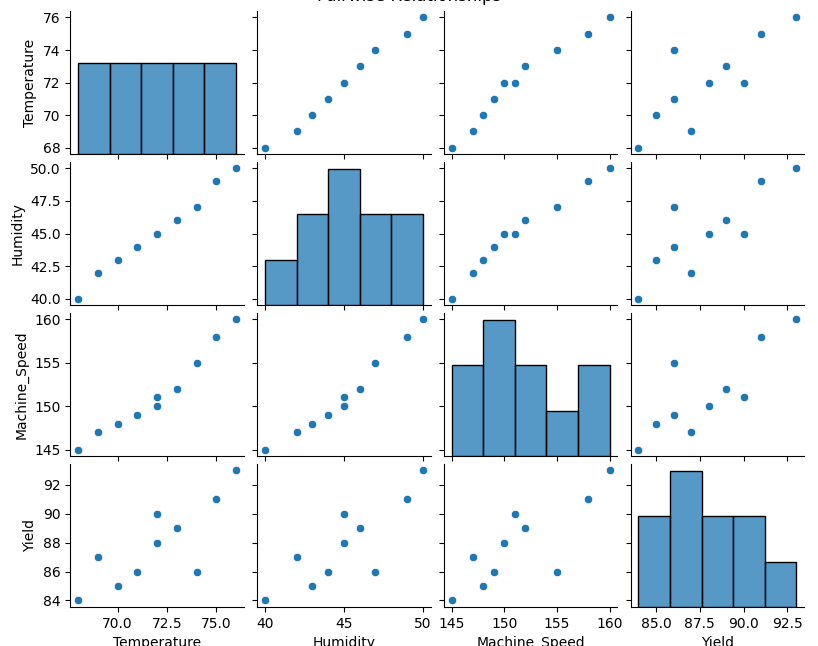 Pairwise Relationships
76
74
72
70
68
Temperature
50.0
47.5
45.0
42.5
40.0
Humidity
160
155
150
145
Machine_Speed
92
90
88
86
84
Yield
70.0 72.5 75.0
40 45 50
145 150 155 160
85.0 87.5 90.0 92.5
Temperature
Humidity
Machine_Speed
Yield